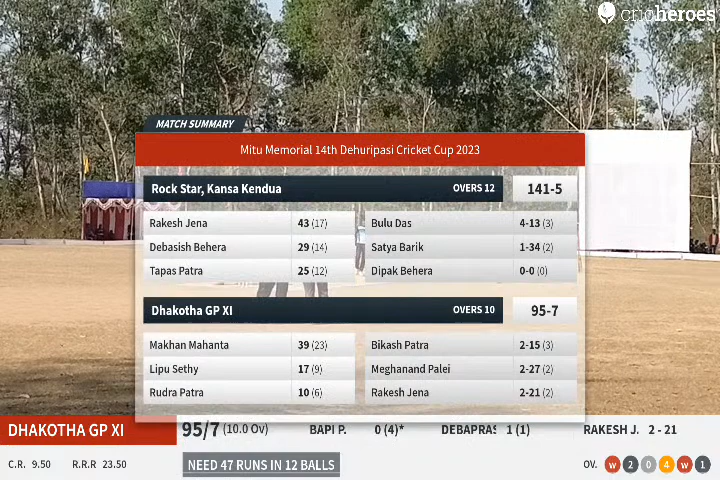 cricheroes
MATCH SUMMARY
Mitu Memorial 14th Dehuripasi Cricket Cup 2023
Rock Star, Kansa Kendua OVERS 12 141-5
Rakesh Jena 43 (17) Bulu Das 4-13 (3)
Debasish Behera 29 (14) Satya Barik 1-34 (2)
Tapas Patra 25 (12) Dipak Behera 0-0 (0)
Dhakotha GP XI OVERS 10 95-7
Makhan Mahanta 39 (23) Bikash Patra 2-15 (3)
Lipu Sethy 17 (9) Meghanand Palei 2-27 (2)
Rudra Patra 10 (6) Rakesh Jena 2-21 (2)
DHAKOTHA GP XI 95/7 (10.0 Ov) BAPI P. 0 (4)* DEBAPRAS 1 (1) RAKESH J. 2 - 21
C.R. 9.50 R.R.R 23.50 NEED 47 RUNS IN 12 BALLS OV. w 2 0 4 w 1